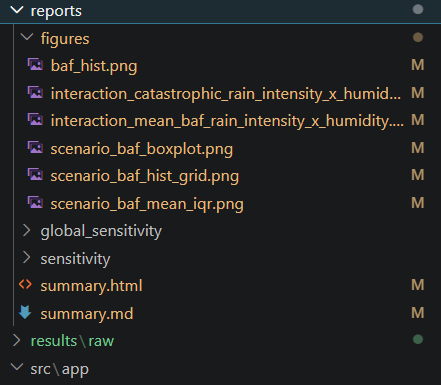 reports
figures
baf_hist.png M
interaction_catastrophic_rain_intensity_x_humid... M
interaction_mean_baf_rain_intensity_x_humidity.... M
scenario_baf_boxplot.png M
scenario_baf_hist_grid.png M
scenario_baf_mean_iqr.png M
global_sensitivity
sensitivity
summary.html M
summary.md M
results\raw
src\app